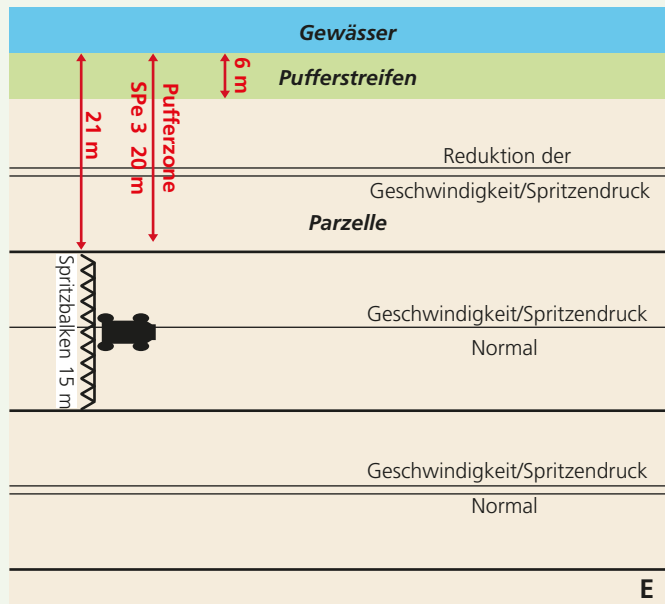 Gewässer
6 m
Pufferstreifen
Pufferzone
SPe 3 20 m
21 m
Reduktion der
Geschwindigkeit/Spritzendruck
Parzelle
Spritzbalken 15 m
Geschwindigkeit/Spritzendruck
Normal
Geschwindigkeit/Spritzendruck
Normal
E